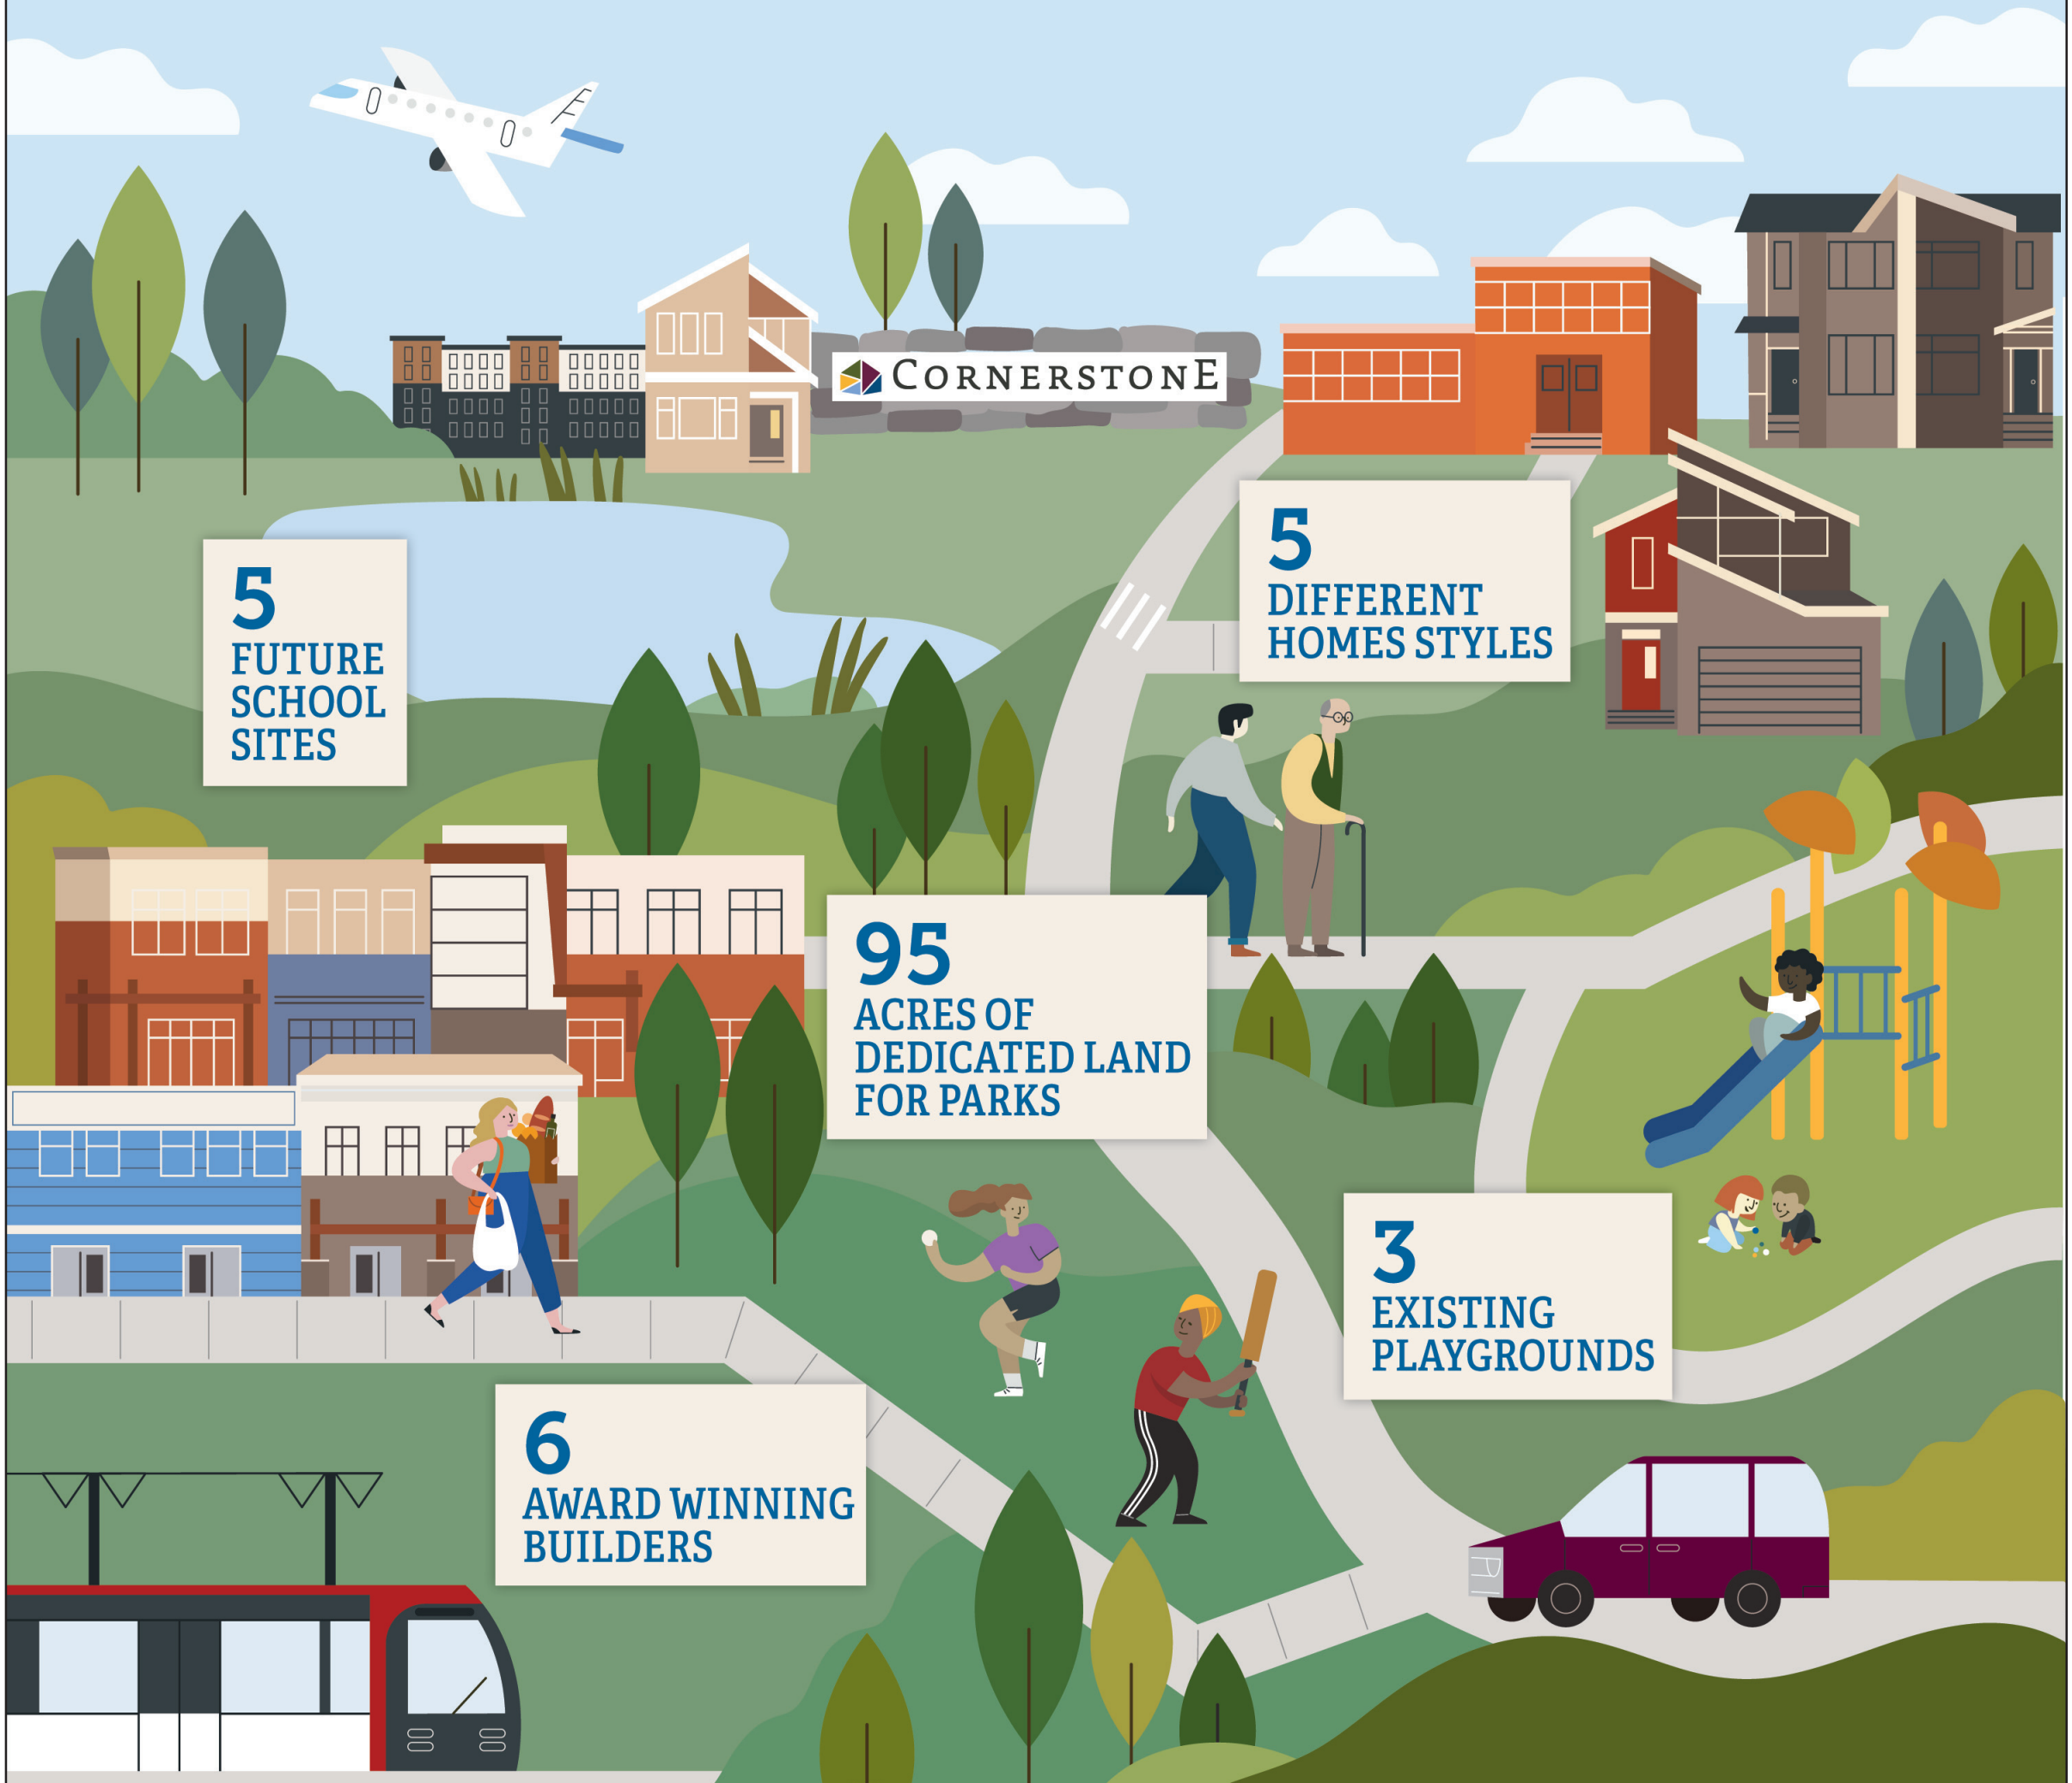 CORNERSTONE
5
DIFFERENT
HOMES STYLES
5
FUTURE
SCHOOL
SITES
95
ACRES OF
DEDICATED LAND
FOR PARKS
3
EXISTING
PLAYGROUNDS
6
AWARD WINNING
BUILDERS